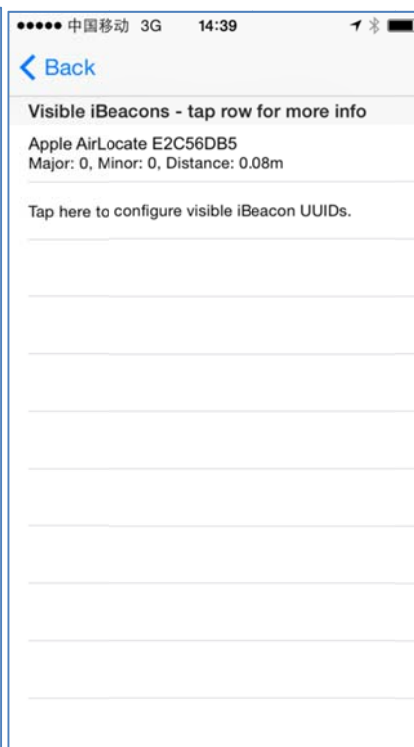 中国移动 3G 14:39
Back
Visible iBeacons - tap row for more info
Apple AirLocate E2C56DB5
Major: 0, Minor: 0, Distance: 0.08m
Tap here to configure visible iBeacon UUIDs.